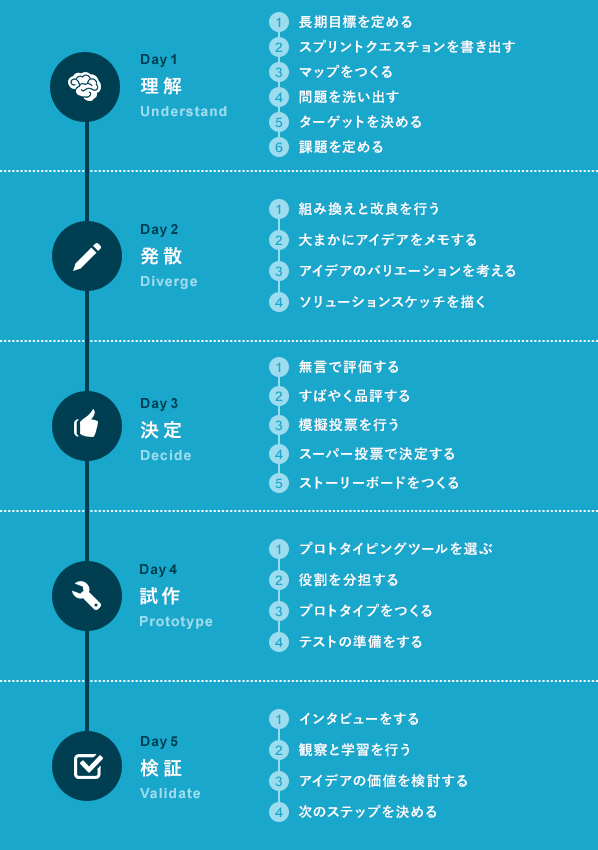 Day 1
理解
Understand
1 長期目標を定める
2 スプリントクエスチョンを書き出す
3 マップをつくる
4 問題を洗い出す
5 ターゲットを決める
6 課題を定める
Day 2
発散
Diverge
1 組み換えと改良を行う
2 大まかにアイデアをメモする
3 アイデアのバリエーションを考える
4 ソリューションスケッチを描く
Day 3
決定
Decide
1 無言で評価する
2 すばやく品評する
3 模擬投票を行う
4 スーパー投票で決定する
5 ストーリーボードをつくる
Day 4
試作
Prototype
1 プロトタイピングツールを選ぶ
2 役割を分担する
3 プロトタイプをつくる
4 テストの準備をする
Day 5
検証
Validate
1 インタビューをする
2 観察と学習を行う
3 アイデアの価値を検討する
4 次のステップを決める